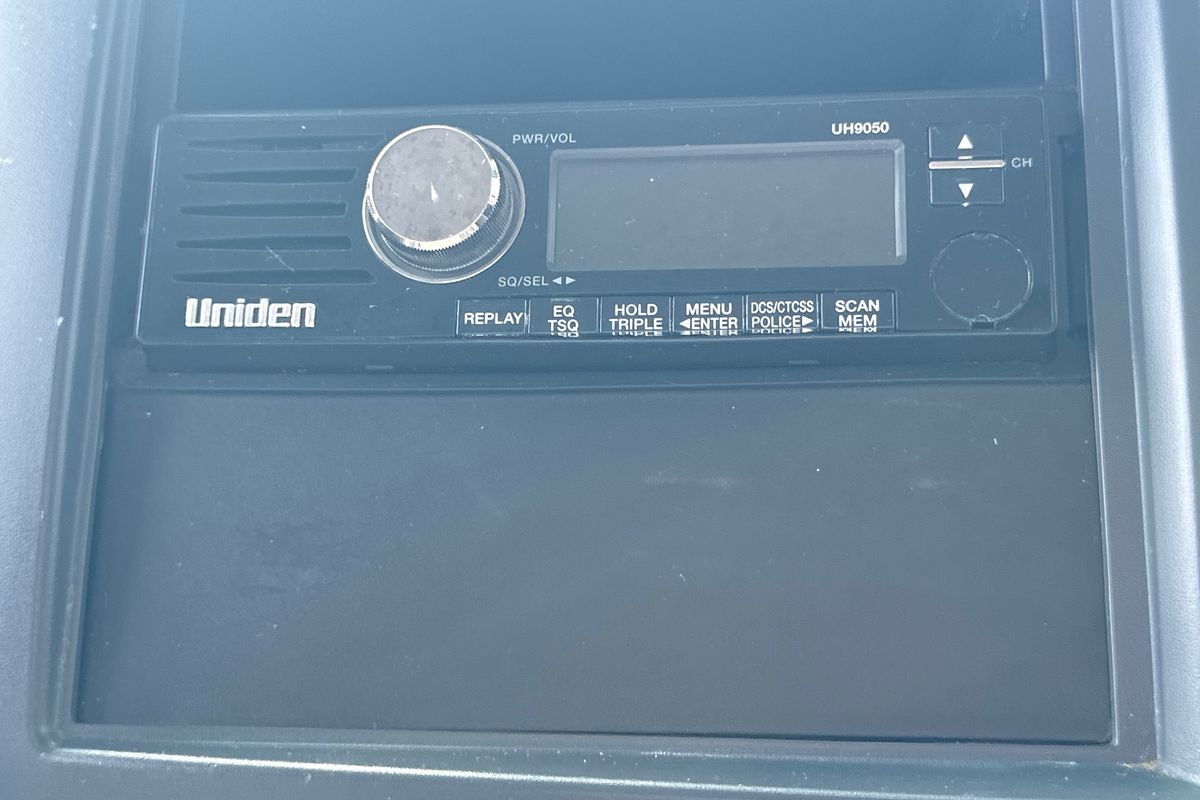 PWR/VOL
UH9050
▲
CH
▼
SQ/SEL ◀ ▶
Uniden
REPLAY
EQ
TSQ
HOLD
TRIPLE
MENU
◀ENTER
DCS/CTCSS
POLICE▶
SCAN
MEM